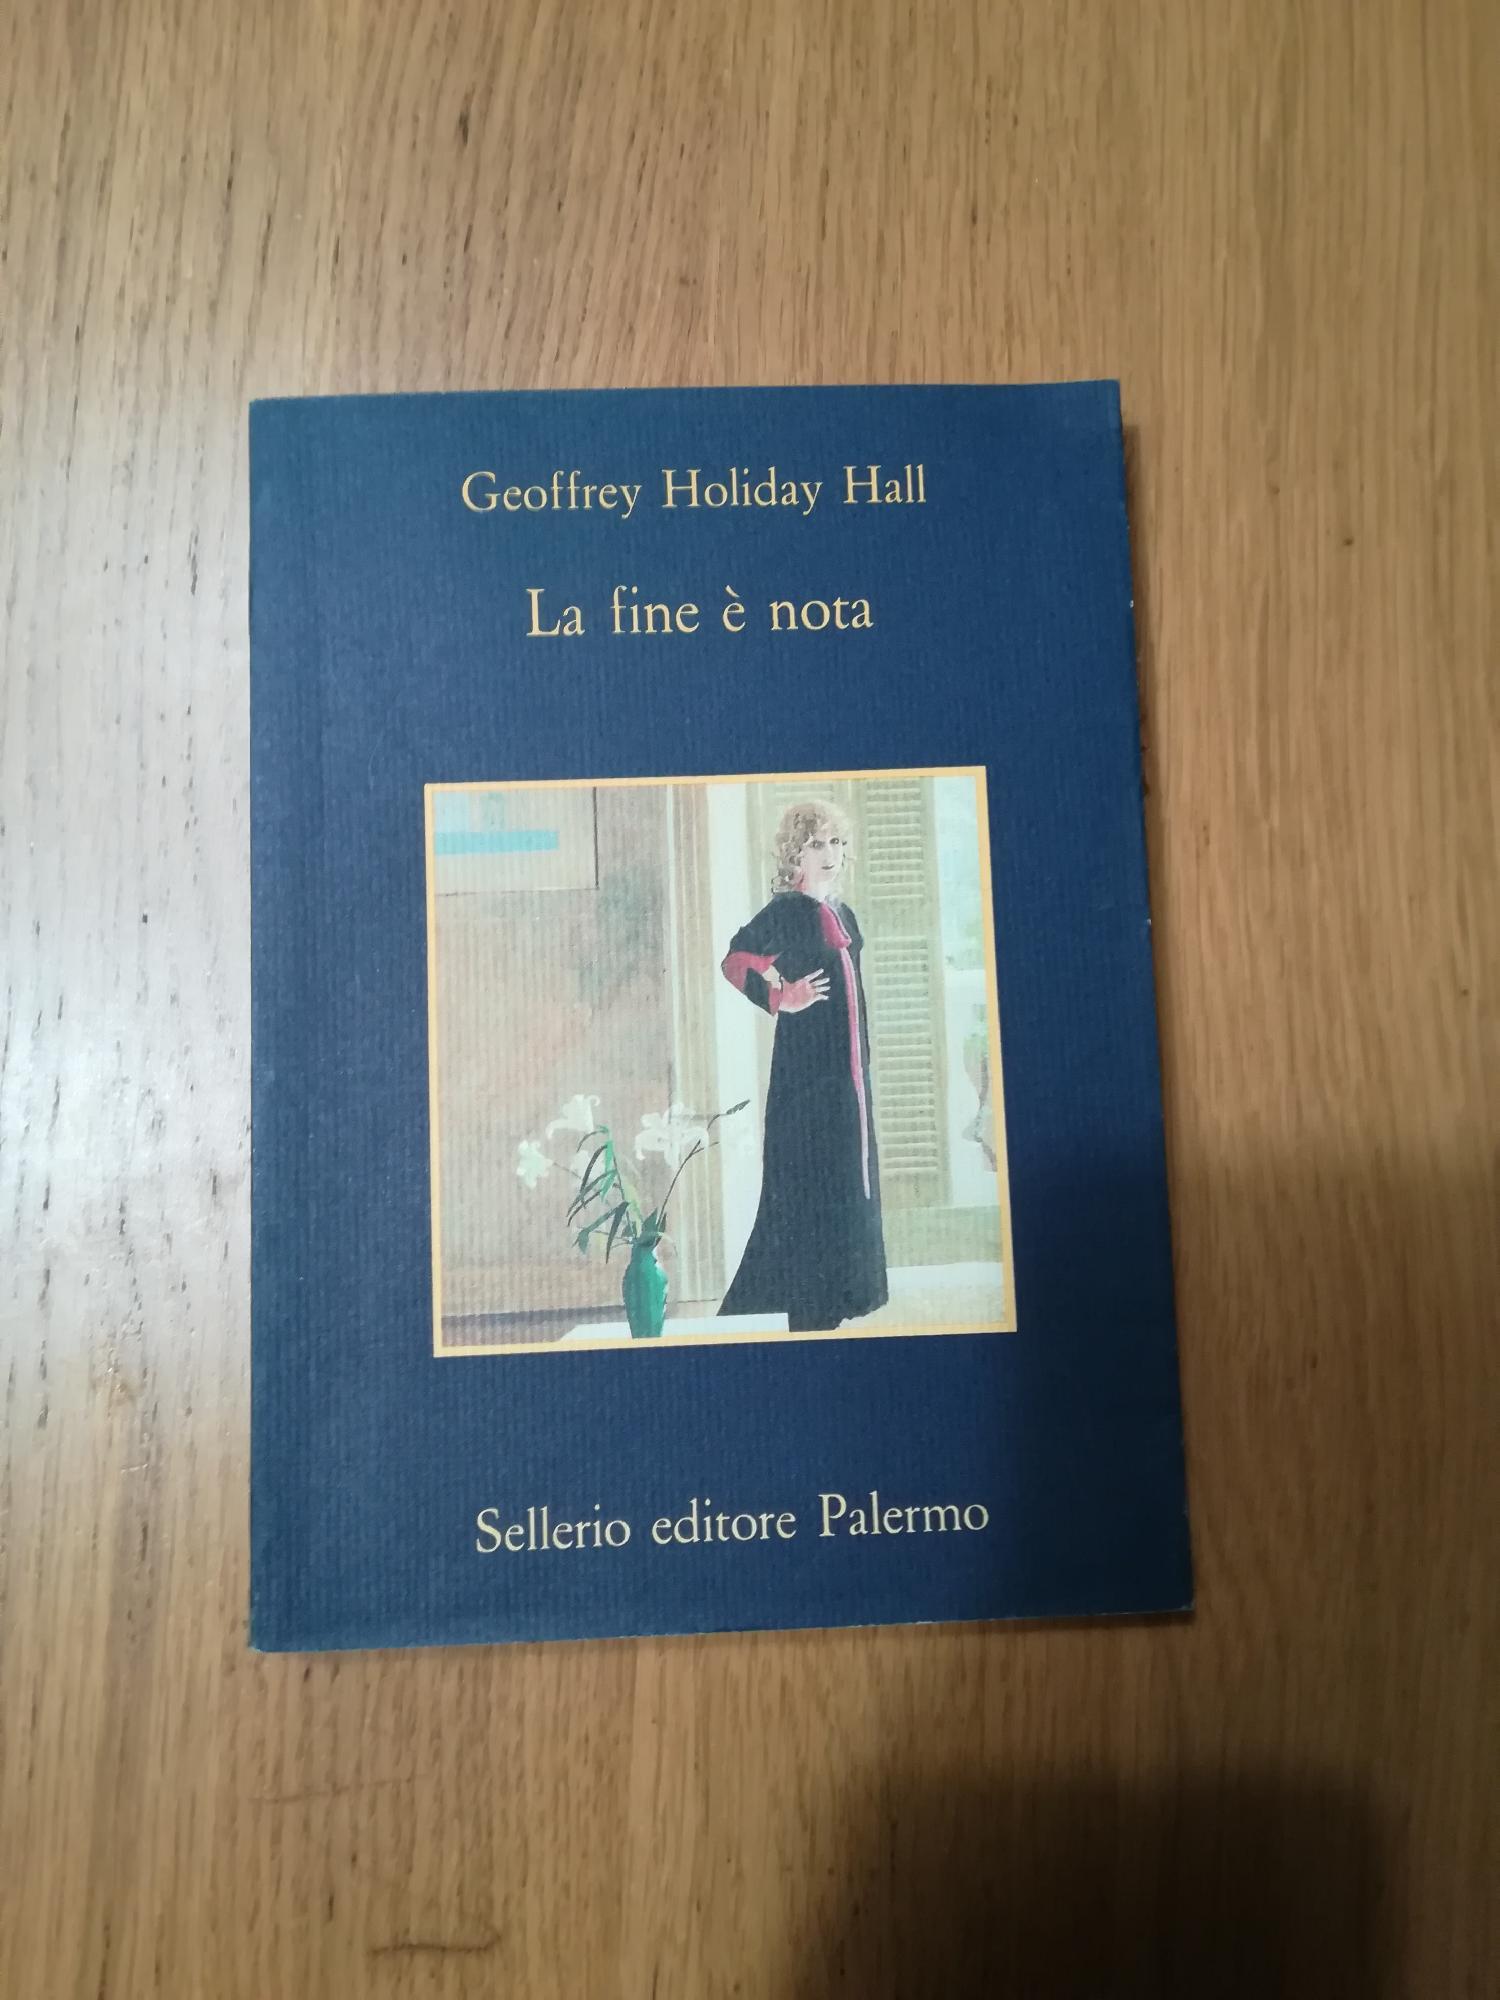 Geoffrey Holiday Hall
La fine è nota
Sellerio editore Palermo